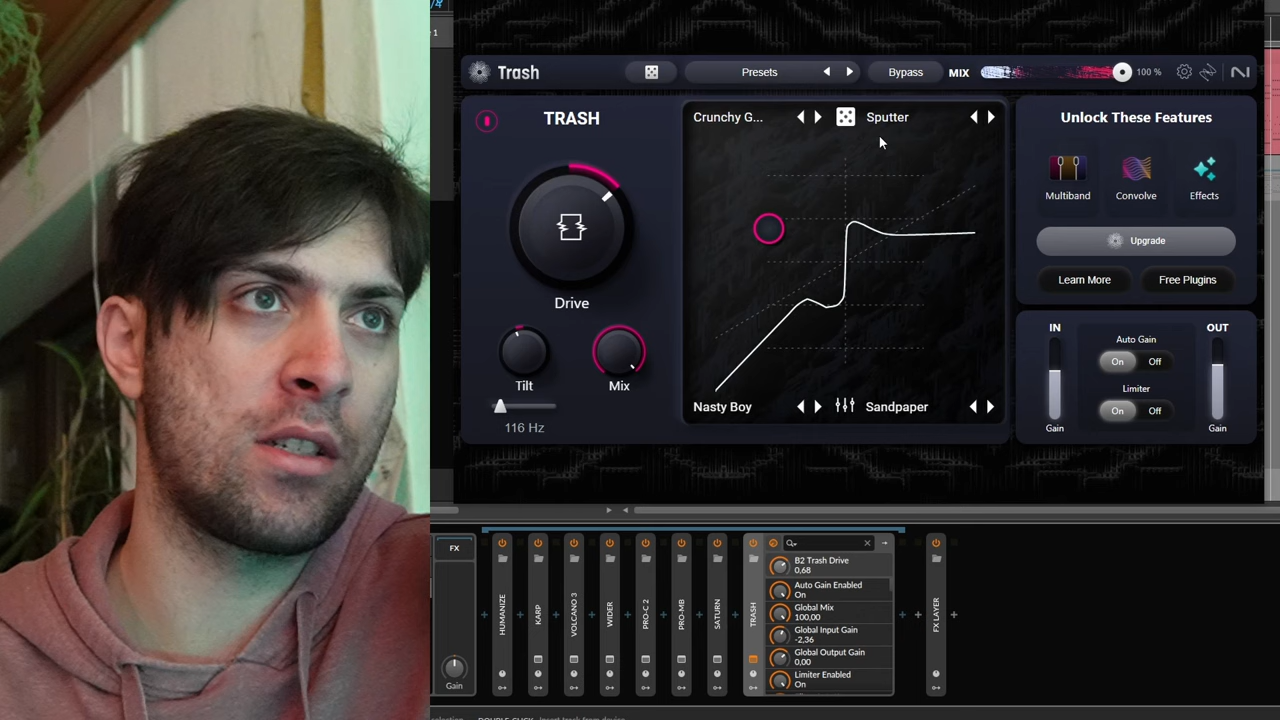 1
Trash
Presets
Bypass
MIX
100 %
TRASH
Crunchy G...
Sputter
Unlock These Features
Multiband
Convolve
Effects
Upgrade
Learn More
Free Plugins
Drive
Tilt
Mix
116 Hz
Nasty Boy
Sandpaper
IN
OUT
Auto Gain
On
Off
Limiter
On
Off
Gain
Gain
FX
Gain
HUMANIZE
KARP
VOLCANO 3
WIDER
PRO-C 2
PRO-MB
SATURN
TRASH
B2 Trash Drive
0,68
Auto Gain Enabled
On
Global Mix
100,00
Global Input Gain
-2,36
Global Output Gain
0,00
Limiter Enabled
On
FX LAYER